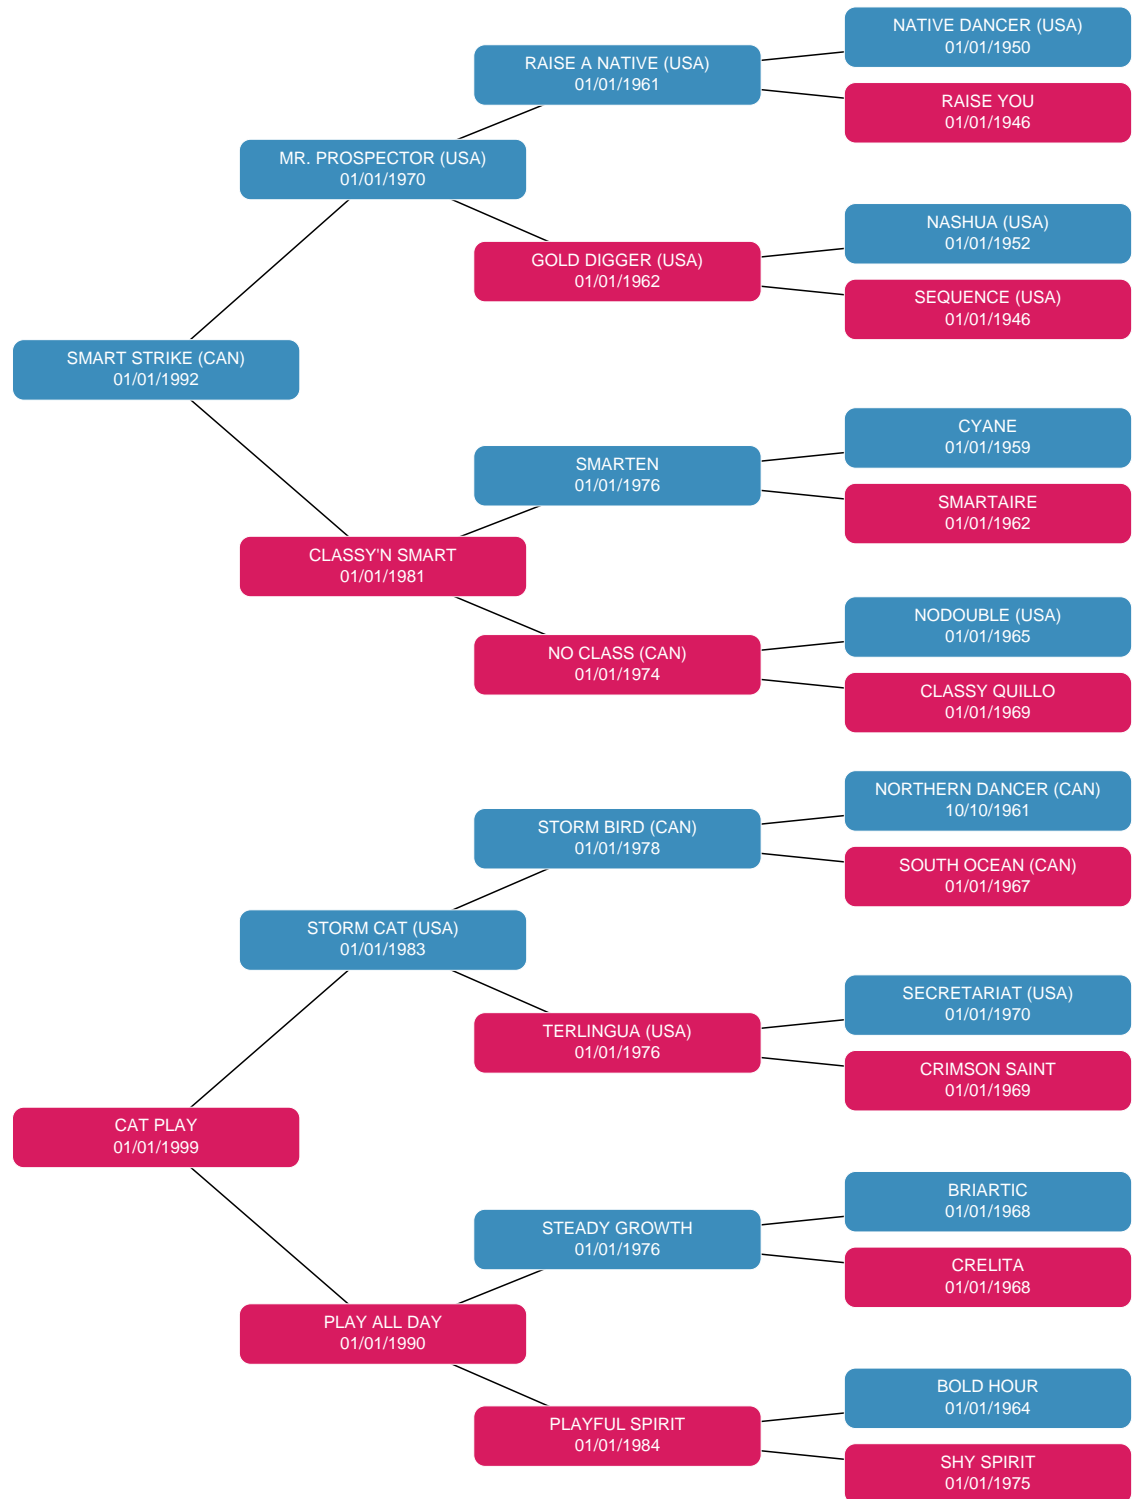 NATIVE DANCER (USA)
01/01/1950
RAISE A NATIVE (USA)
01/01/1961
RAISE YOU
01/01/1946
MR. PROSPECTOR (USA)
01/01/1970
NASHUA (USA)
01/01/1952
GOLD DIGGER (USA)
01/01/1962
SEQUENCE (USA)
01/01/1946
SMART STRIKE (CAN)
01/01/1992
CYANE
01/01/1959
SMARTEN
01/01/1976
SMARTAIRE
01/01/1962
CLASSY'N SMART
01/01/1981
NODOUBLE (USA)
01/01/1965
NO CLASS (CAN)
01/01/1974
CLASSY QUILLO
01/01/1969
NORTHERN DANCER (CAN)
10/10/1961
STORM BIRD (CAN)
01/01/1978
SOUTH OCEAN (CAN)
01/01/1967
STORM CAT (USA)
01/01/1983
SECRETARIAT (USA)
01/01/1970
TERLINGUA (USA)
01/01/1976
CRIMSON SAINT
01/01/1969
CAT PLAY
01/01/1999
BRIARTIC
01/01/1968
STEADY GROWTH
01/01/1976
CRELITA
01/01/1968
PLAY ALL DAY
01/01/1990
BOLD HOUR
01/01/1964
PLAYFUL SPIRIT
01/01/1984
SHY SPIRIT
01/01/1975